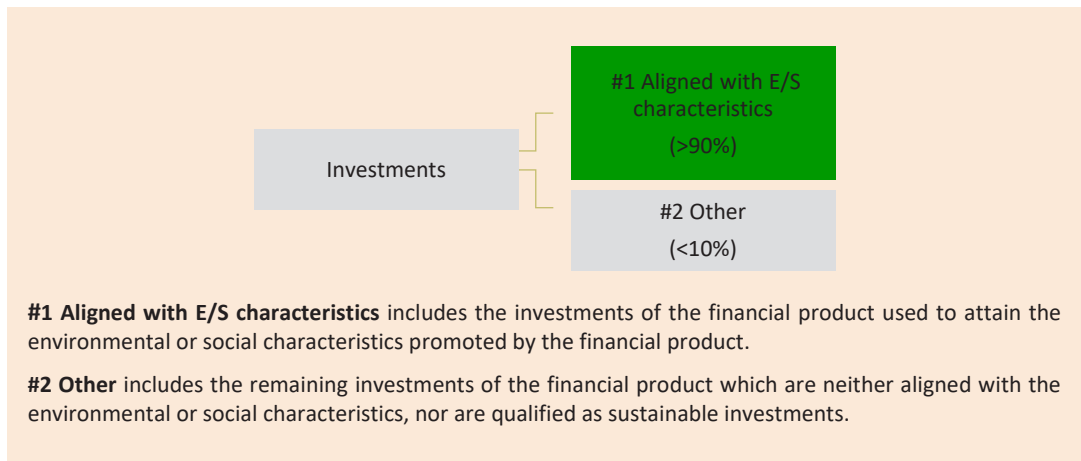 #1 Aligned with E/S
characteristics
(>90%)
Investments
#2 Other
(<10%)
#1 Aligned with E/S characteristics includes the investments of the financial product used to attain the
environmental or social characteristics promoted by the financial product.
#2 Other includes the remaining investments of the financial product which are neither aligned with the
environmental or social characteristics, nor are qualified as sustainable investments.